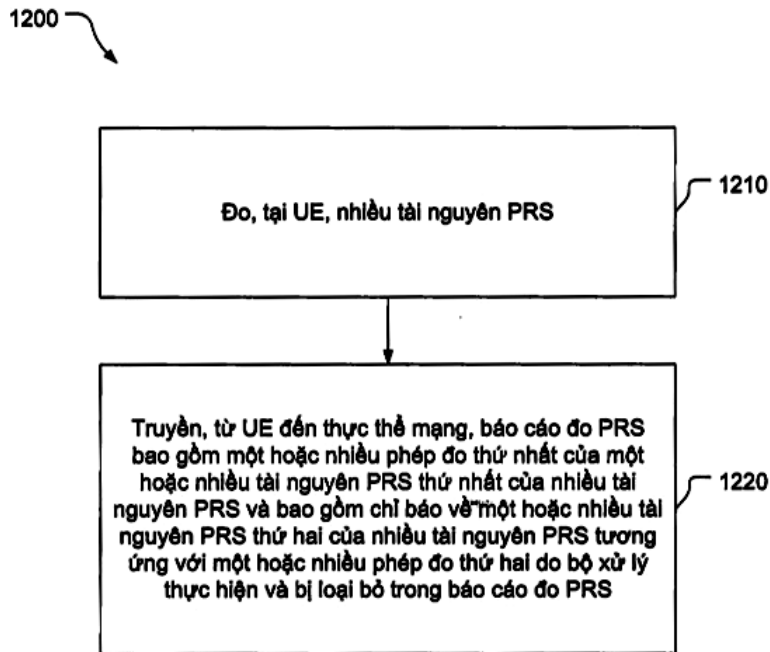 1200
Đo, tại UE, nhiều tài nguyên PRS
1210
Truyền, từ UE đến thực thể mạng, báo cáo đo PRS
bao gồm một hoặc nhiều phép đo thứ nhất của một
hoặc nhiều tài nguyên PRS thứ nhất của nhiều tài
nguyên PRS và bao gồm chỉ báo về một hoặc nhiều tài
nguyên PRS thứ hai của nhiều tài nguyên PRS tương
ứng với một hoặc nhiều phép đo thứ hai do bộ xử lý
thực hiện và bị loại bỏ trong báo cáo đo PRS
1220